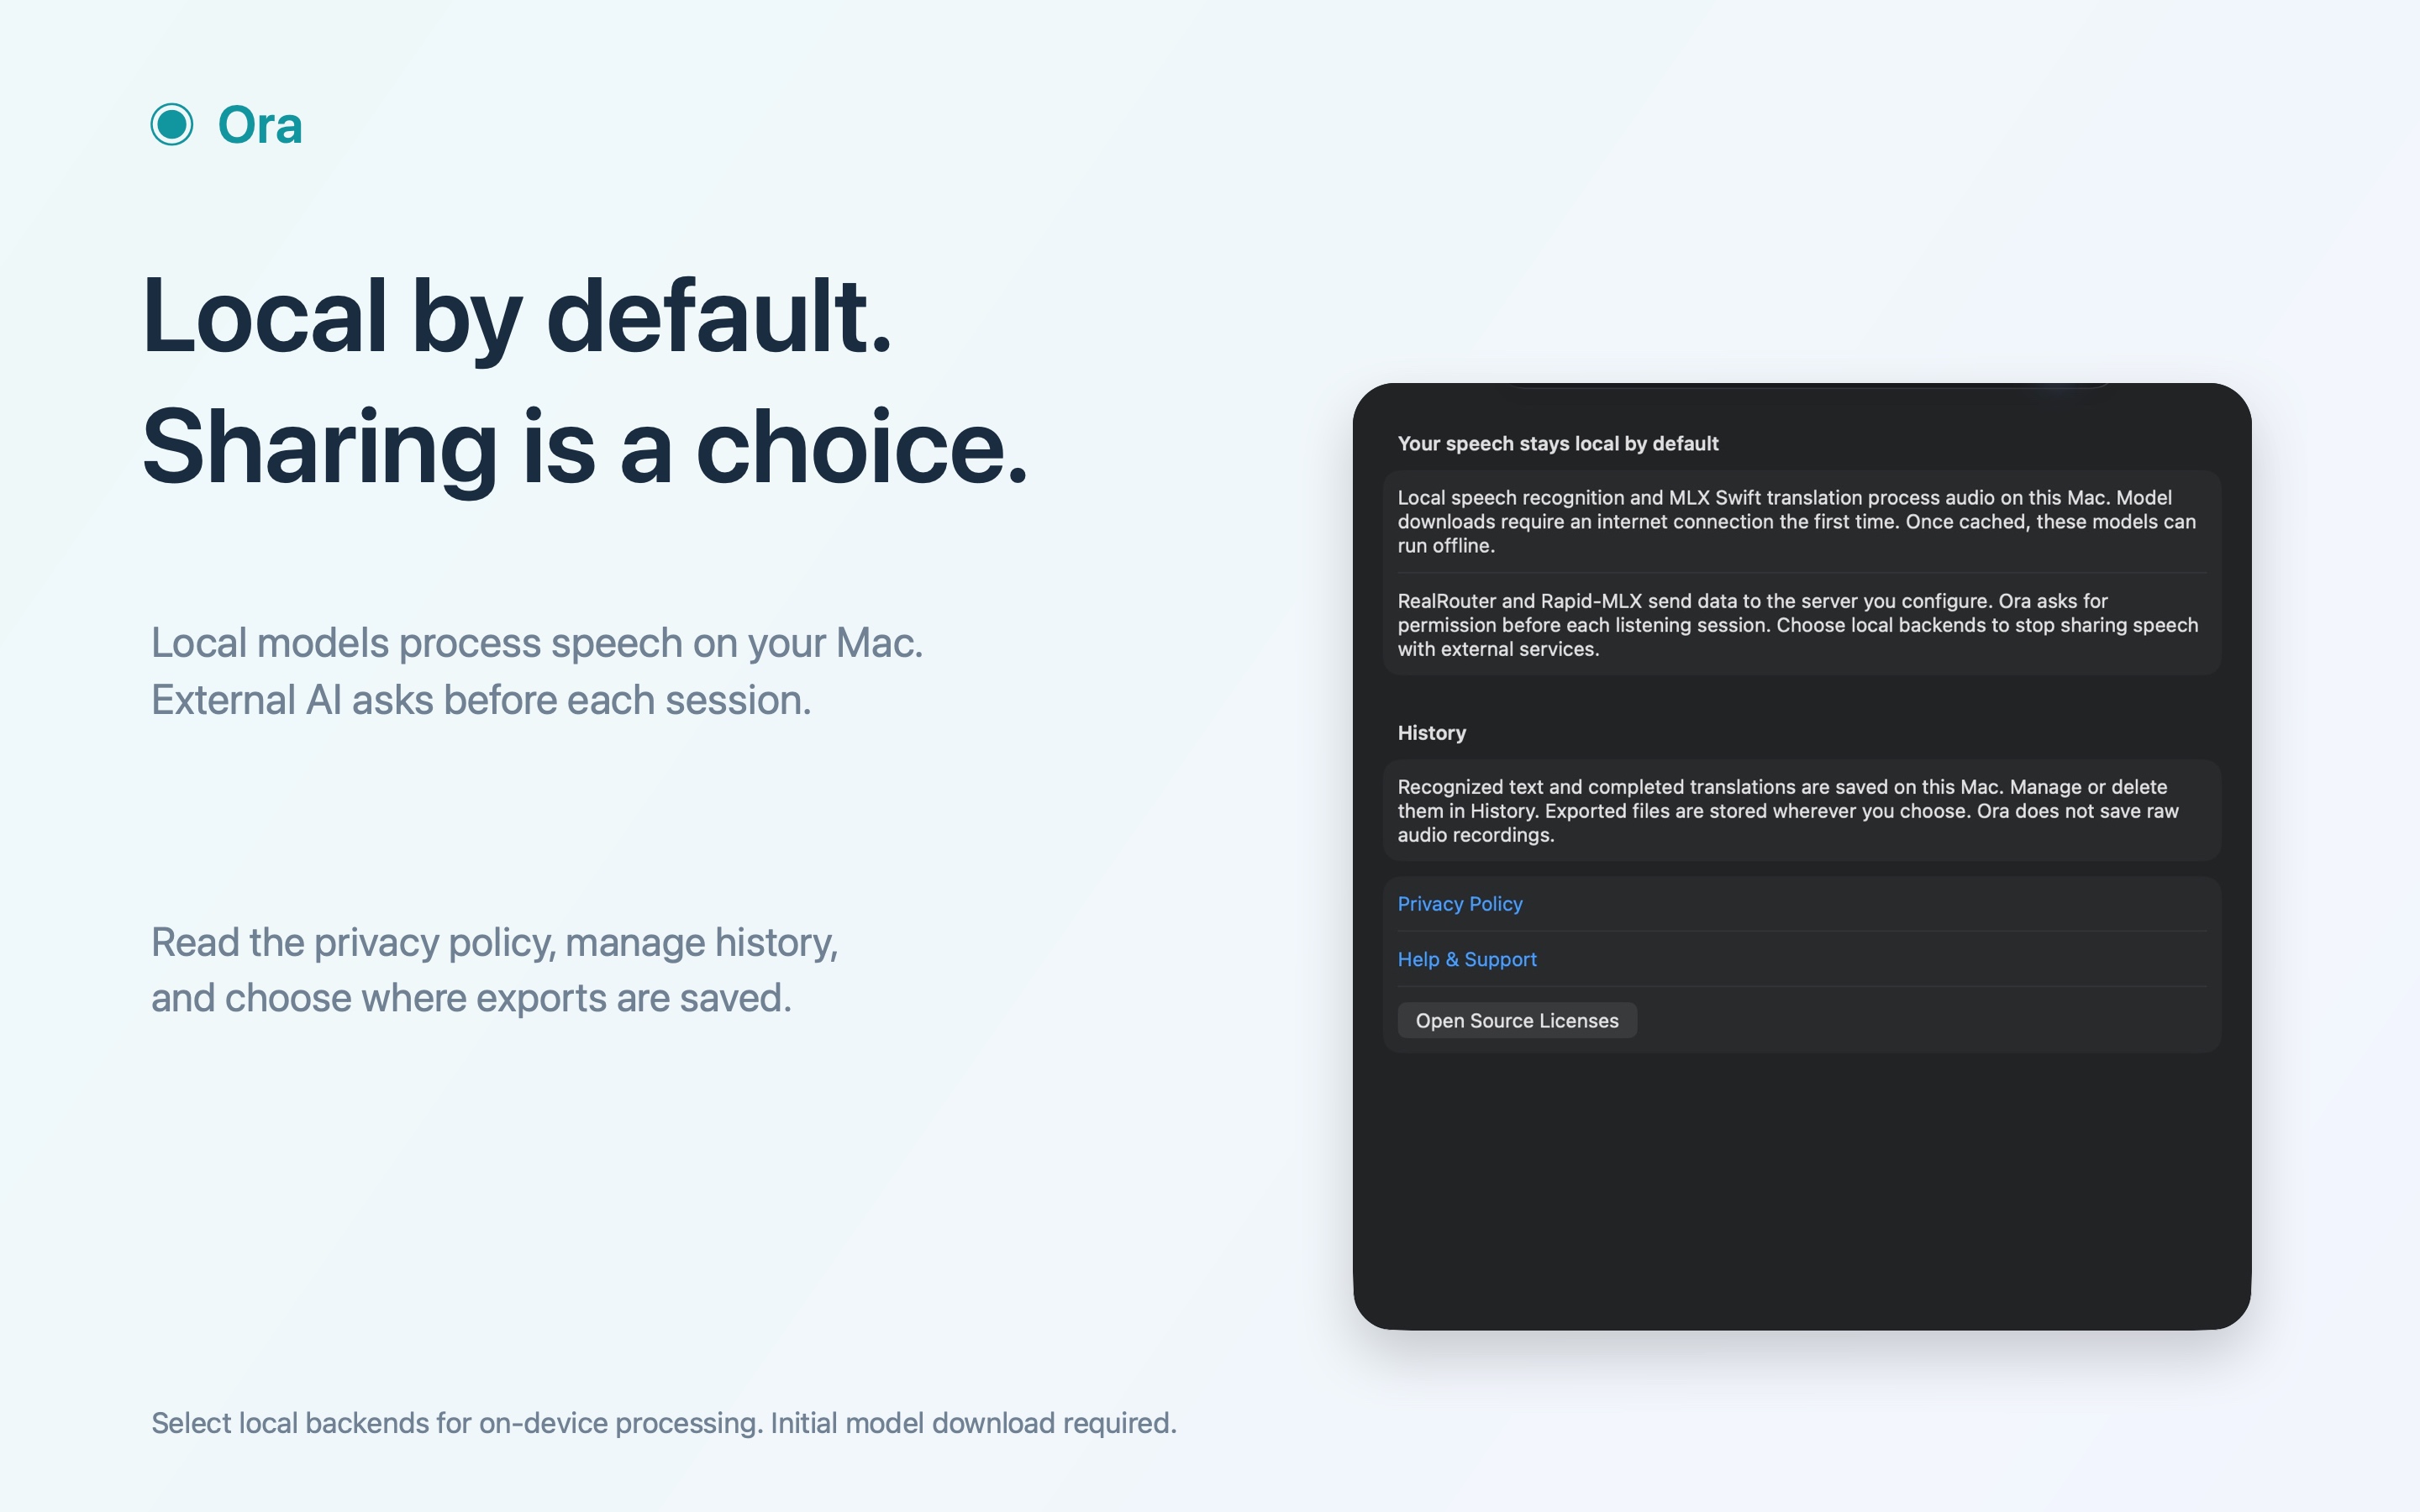 Ora
Local by default.
Sharing is a choice.
Local models process speech on your Mac.
External AI asks before each session.
Read the privacy policy, manage history,
and choose where exports are saved.
Select local backends for on-device processing. Initial model download required.
Your speech stays local by default
Local speech recognition and MLX Swift translation process audio on this Mac. Model
downloads require an internet connection the first time. Once cached, these models can
run offline.
RealRouter and Rapid-MLX send data to the server you configure. Ora asks for
permission before each listening session. Choose local backends to stop sharing speech
with external services.
History
Recognized text and completed translations are saved on this Mac. Manage or delete
them in History. Exported files are stored wherever you choose. Ora does not save raw
audio recordings.
Privacy Policy
Help & Support
Open Source Licenses